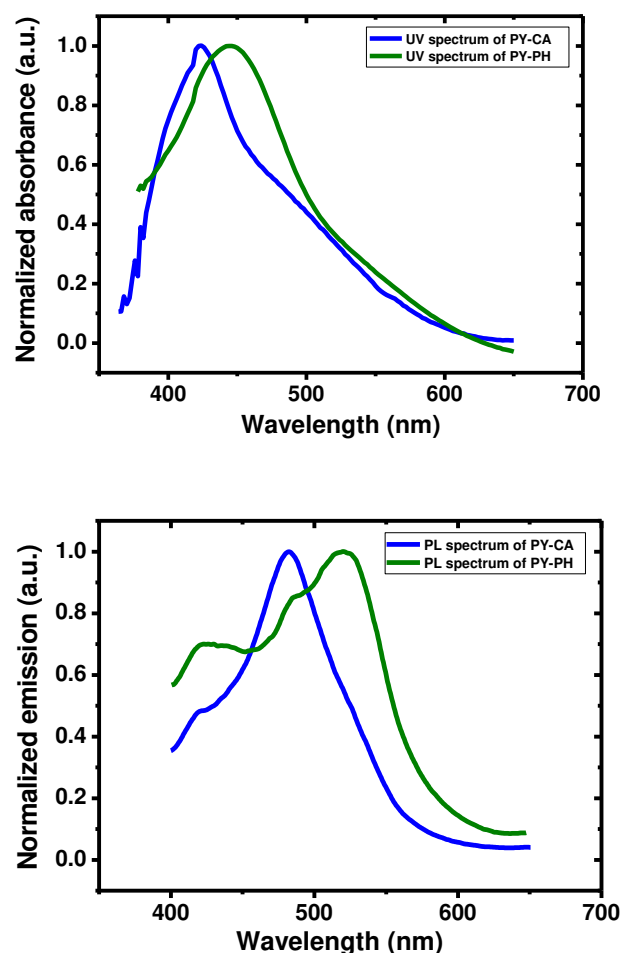 Normalized absorbance (a.u.)
1.0
0.8
0.6
0.4
0.2
0.0
UV spectrum of PY-CA
UV spectrum of PY-PH
400 500 600 700
Wavelength (nm)
Normalized emission (a.u.)
1.0
0.8
0.6
0.4
0.2
0.0
PL spectrum of PY-CA
PL spectrum of PY-PH
400 500 600 700
Wavelength (nm)